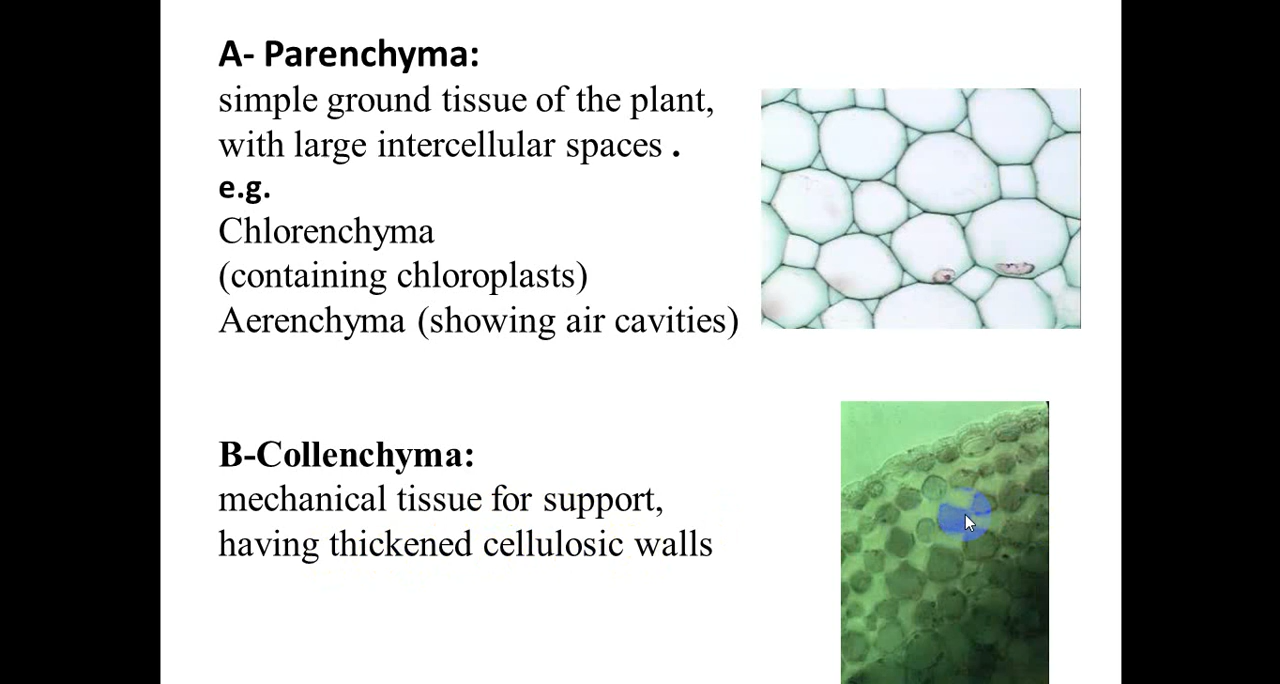 A- Parenchyma:
simple ground tissue of the plant,
with large intercellular spaces .
e.g.
Chlorenchyma
(containing chloroplasts)
Aerenchyma (showing air cavities)
B-Collenchyma:
mechanical tissue for support,
having thickened cellulosic walls